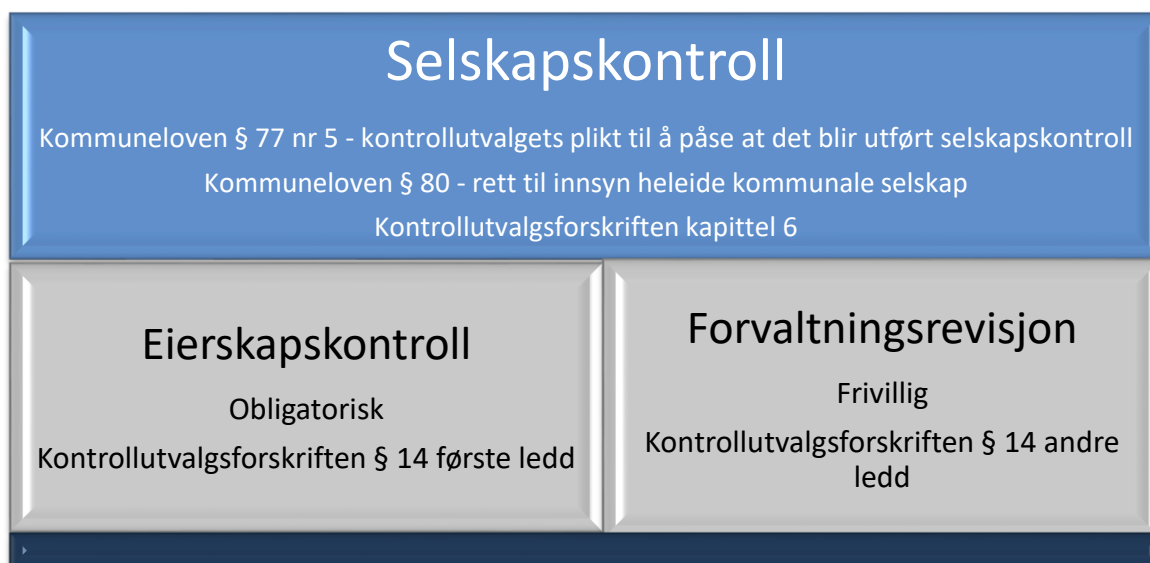 Selskapskontroll
Kommuneloven § 77 nr 5 - kontrollutvalgets plikt til å påse at det blir utført selskapskontroll
Kommuneloven § 80 - rett til innsyn heleide kommunale selskap
Kontrollutvalgsforskriften kapittel 6
Eierskapskontroll
Obligatorisk
Kontrollutvalgsforskriften § 14 første ledd
Forvaltningsrevisjon
Frivillig
Kontrollutvalgsforskriften § 14 andre
ledd